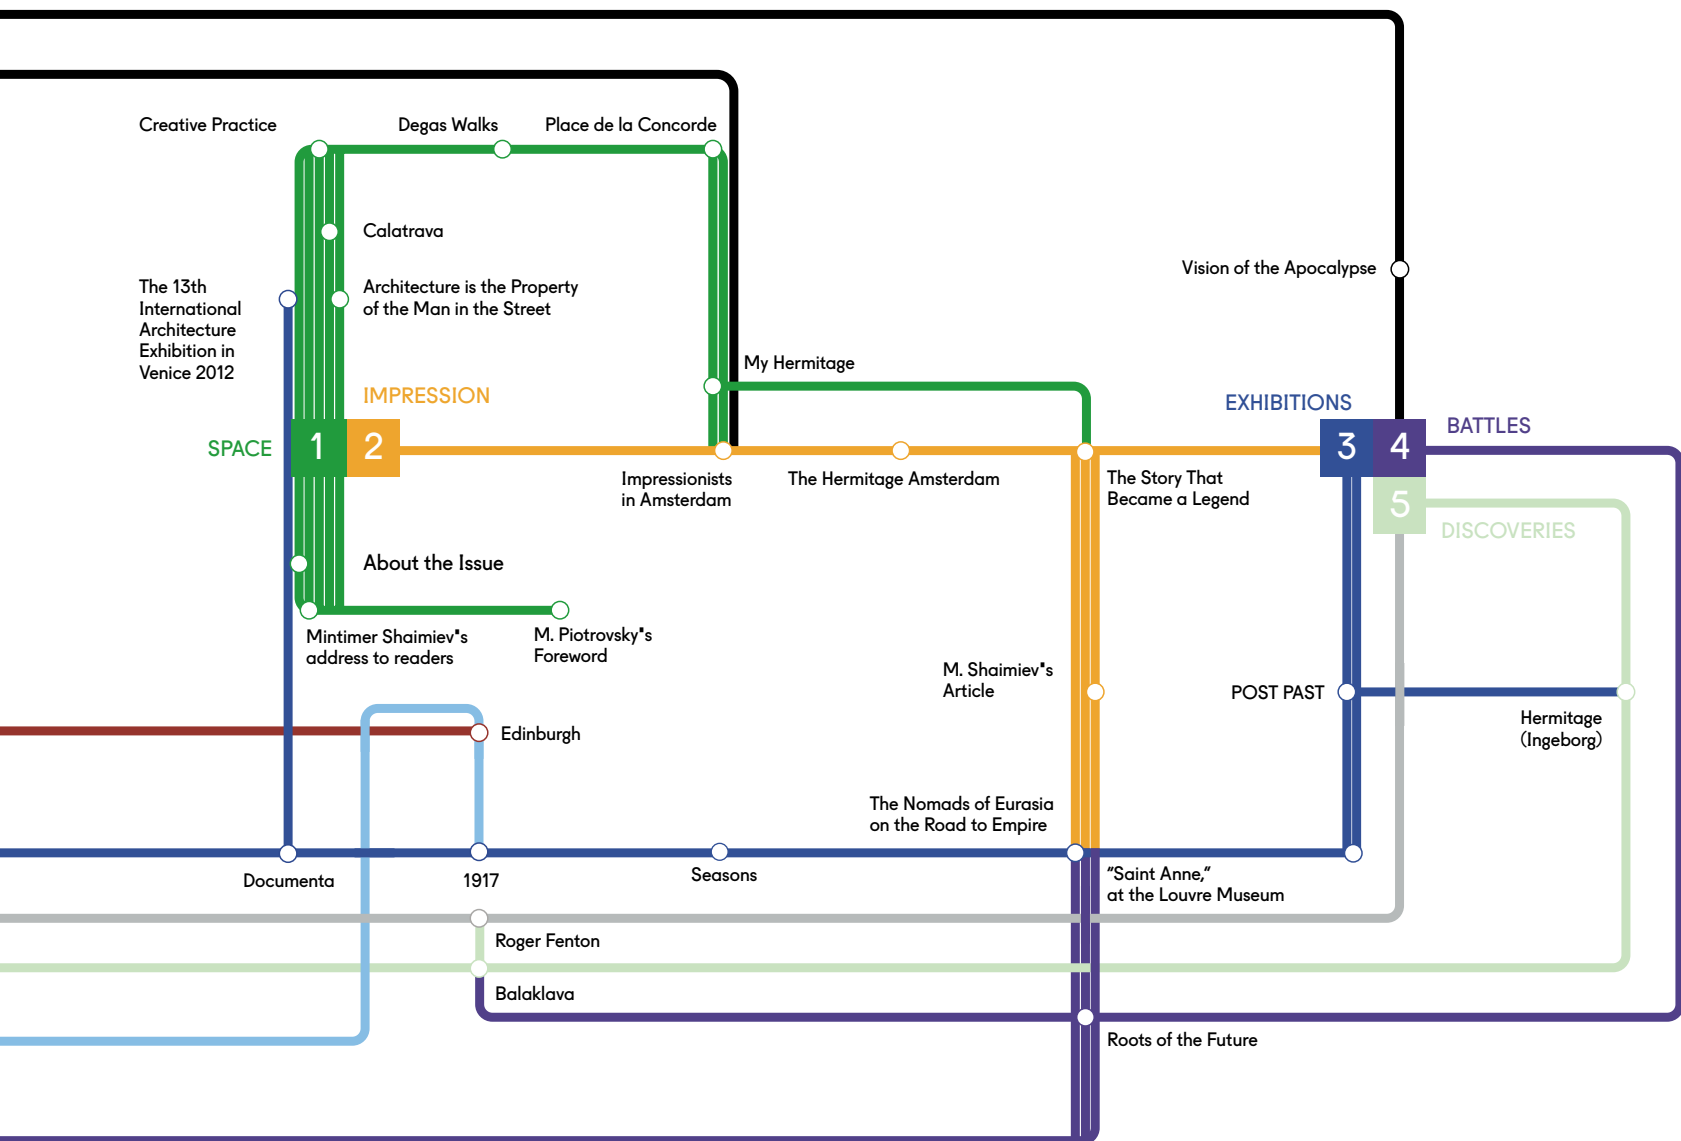 Creative Practice
Degas Walks
Place de la Concorde
Calatrava
The 13th
International
Architecture
Exhibition in
Venice 2012
Architecture is the Property
of the Man in the Street
Vision of the Apocalypse
My Hermitage
IMPRESSION
EXHIBITIONS
BATTLES
SPACE
1
2
3
4
Impressionists
in Amsterdam
The Hermitage Amsterdam
The Story That
Became a Legend
5
DISCOVERIES
About the Issue
Mintimer Shaimiev's
address to readers
M. Piotrovsky's
Foreword
M. Shaimiev's
Article
POST PAST
Hermitage
(Ingeborg)
Edinburgh
The Nomads of Eurasia
on the Road to Empire
Documenta
1917
Seasons
"Saint Anne,"
at the Louvre Museum
Roger Fenton
Balaklava
Roots of the Future